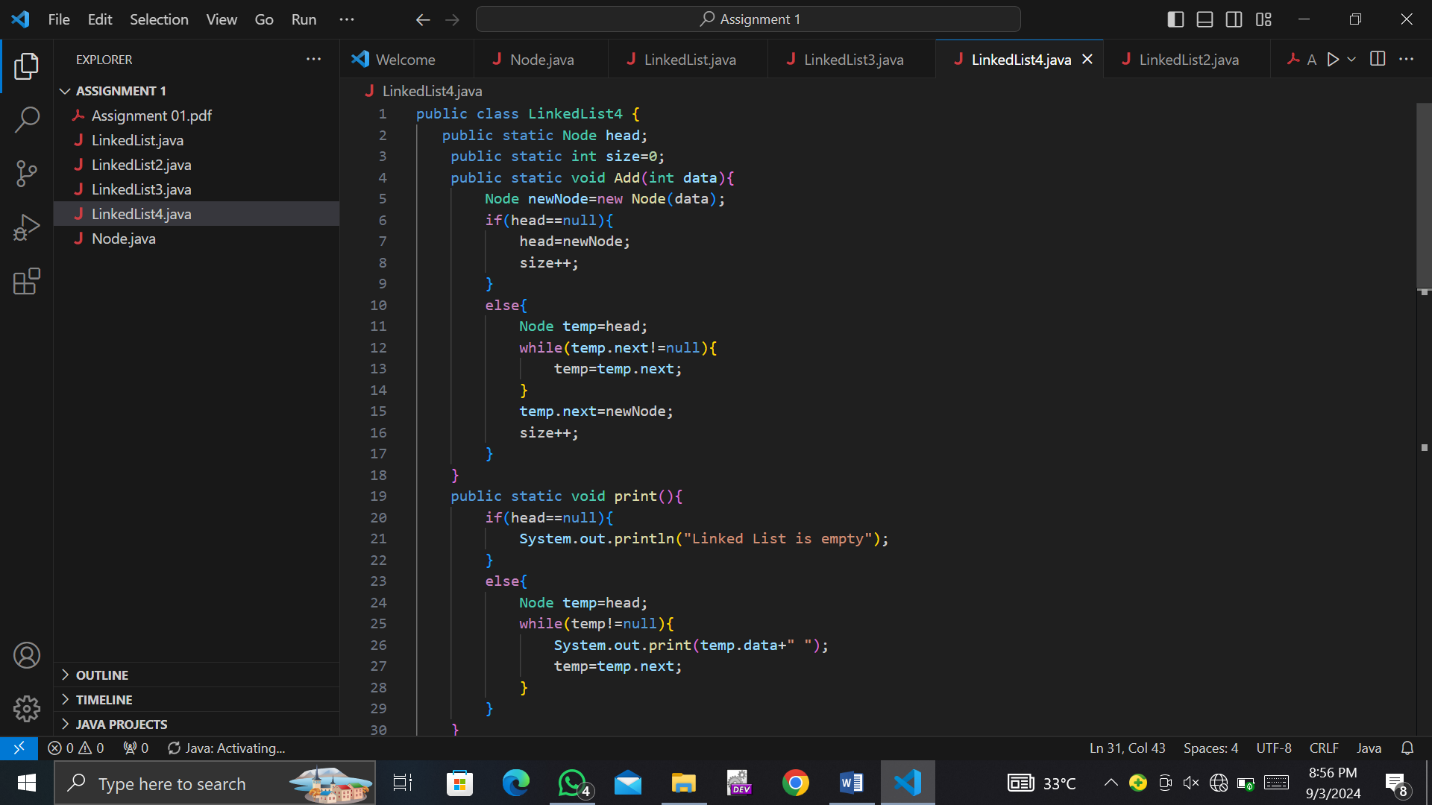 File Edit Selection View Go Run ···
Assignment 1
EXPLORER ···
ASSIGNMENT 1
Assignment 01.pdf
LinkedList.java
LinkedList2.java
LinkedList3.java
LinkedList4.java
Node.java
OUTLINE
TIMELINE
JAVA PROJECTS
Welcome J Node.java J LinkedList.java J LinkedList3.java J LinkedList4.java J LinkedList2.java A ···
J LinkedList4.java
1 public class LinkedList4 {
2 public static Node head;
3 public static int size=0;
4 public static void Add(int data){
5 Node newNode=new Node(data);
6 if(head==null){
7 head=newNode;
8 size++;
9 }
10 else{
11 Node temp=head;
12 while(temp.next!=null){
13 temp=temp.next;
14 }
15 temp.next=newNode;
16 size++;
17 }
18 }
19 public static void print(){
20 if(head==null){
21 System.out.println("Linked List is empty");
22 }
23 else{
24 Node temp=head;
25 while(temp!=null){
26 System.out.print(temp.data+" ");
27 temp=temp.next;
28 }
29 }
30 }
0 0 0 Java: Activating... Ln 31, Col 43 Spaces: 4 UTF-8 CRLF Java
Type here to search 4 DEV 33°C 8:56 PM 8
9/3/2024